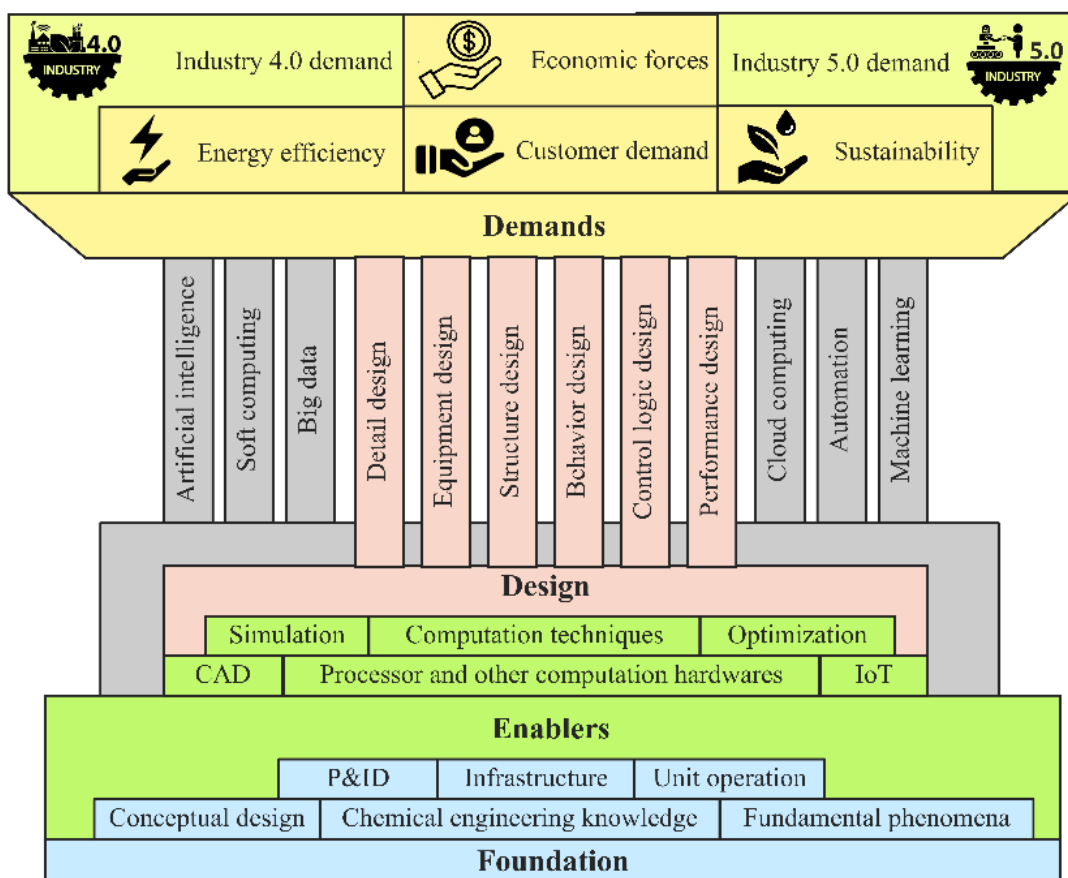 4.0
INDUSTRY
Industry 4.0 demand
Economic forces
Industry 5.0 demand
5.0
INDUSTRY
Energy efficiency
Customer demand
Sustainability
Demands
Artificial intelligence
Soft computing
Big data
Detail design
Equipment design
Structure design
Behavior design
Control logic design
Performance design
Cloud computing
Automation
Machine learning
Design
Simulation
Computation techniques
Optimization
CAD
Processor and other computation hardwares
IoT
Enablers
P&ID
Infrastructure
Unit operation
Conceptual design
Chemical engineering knowledge
Fundamental phenomena
Foundation